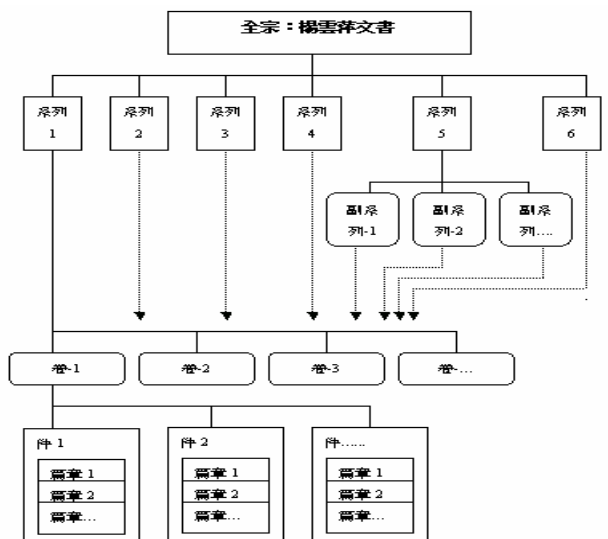 全宗：楊雲萍文書
系列
1
系列
2
系列
3
系列
4
系列
5
系列
6
副系
列-1
副系
列-2
副系
列....
卷-1
卷-2
卷-3
卷-...
件 1
篇章 1
篇章 2
篇章...
件 2
篇章 1
篇章 2
篇章...
件......
篇章 1
篇章 2
篇章...